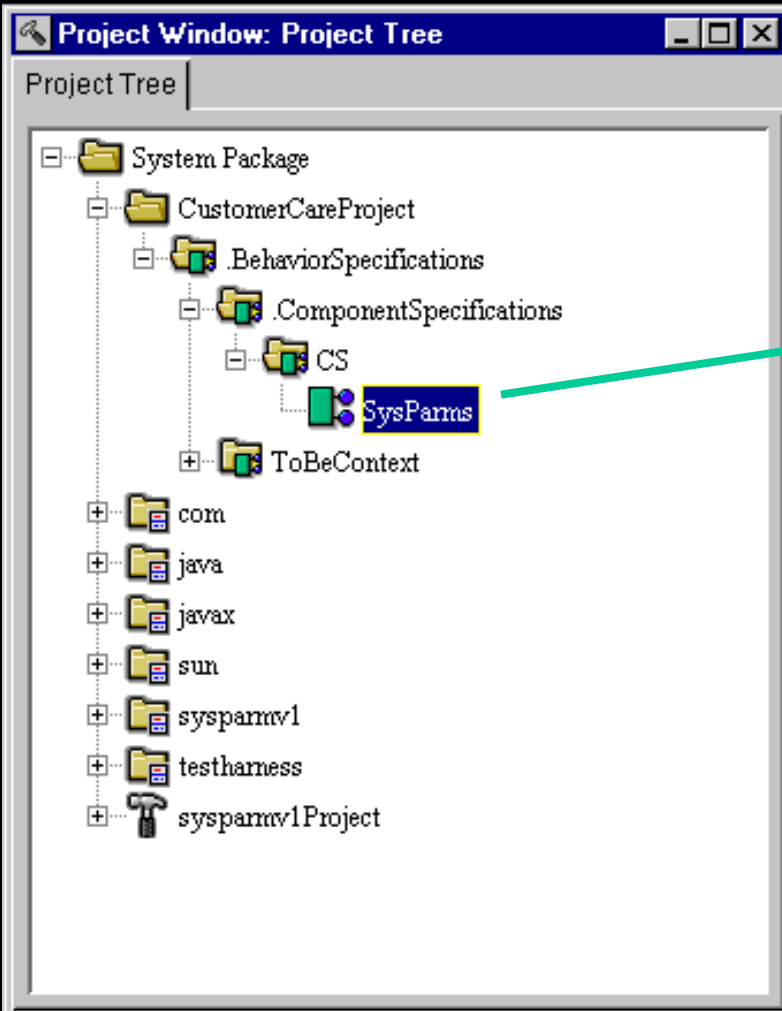 Project Window: Project Tree
Project Tree
System Package
CustomerCareProject
.BehaviorSpecifications
.ComponentSpecifications
CS
SysParms
ToBeContext
com
java
javax
sun
sysparmv1
testharness
sysparmv1Project